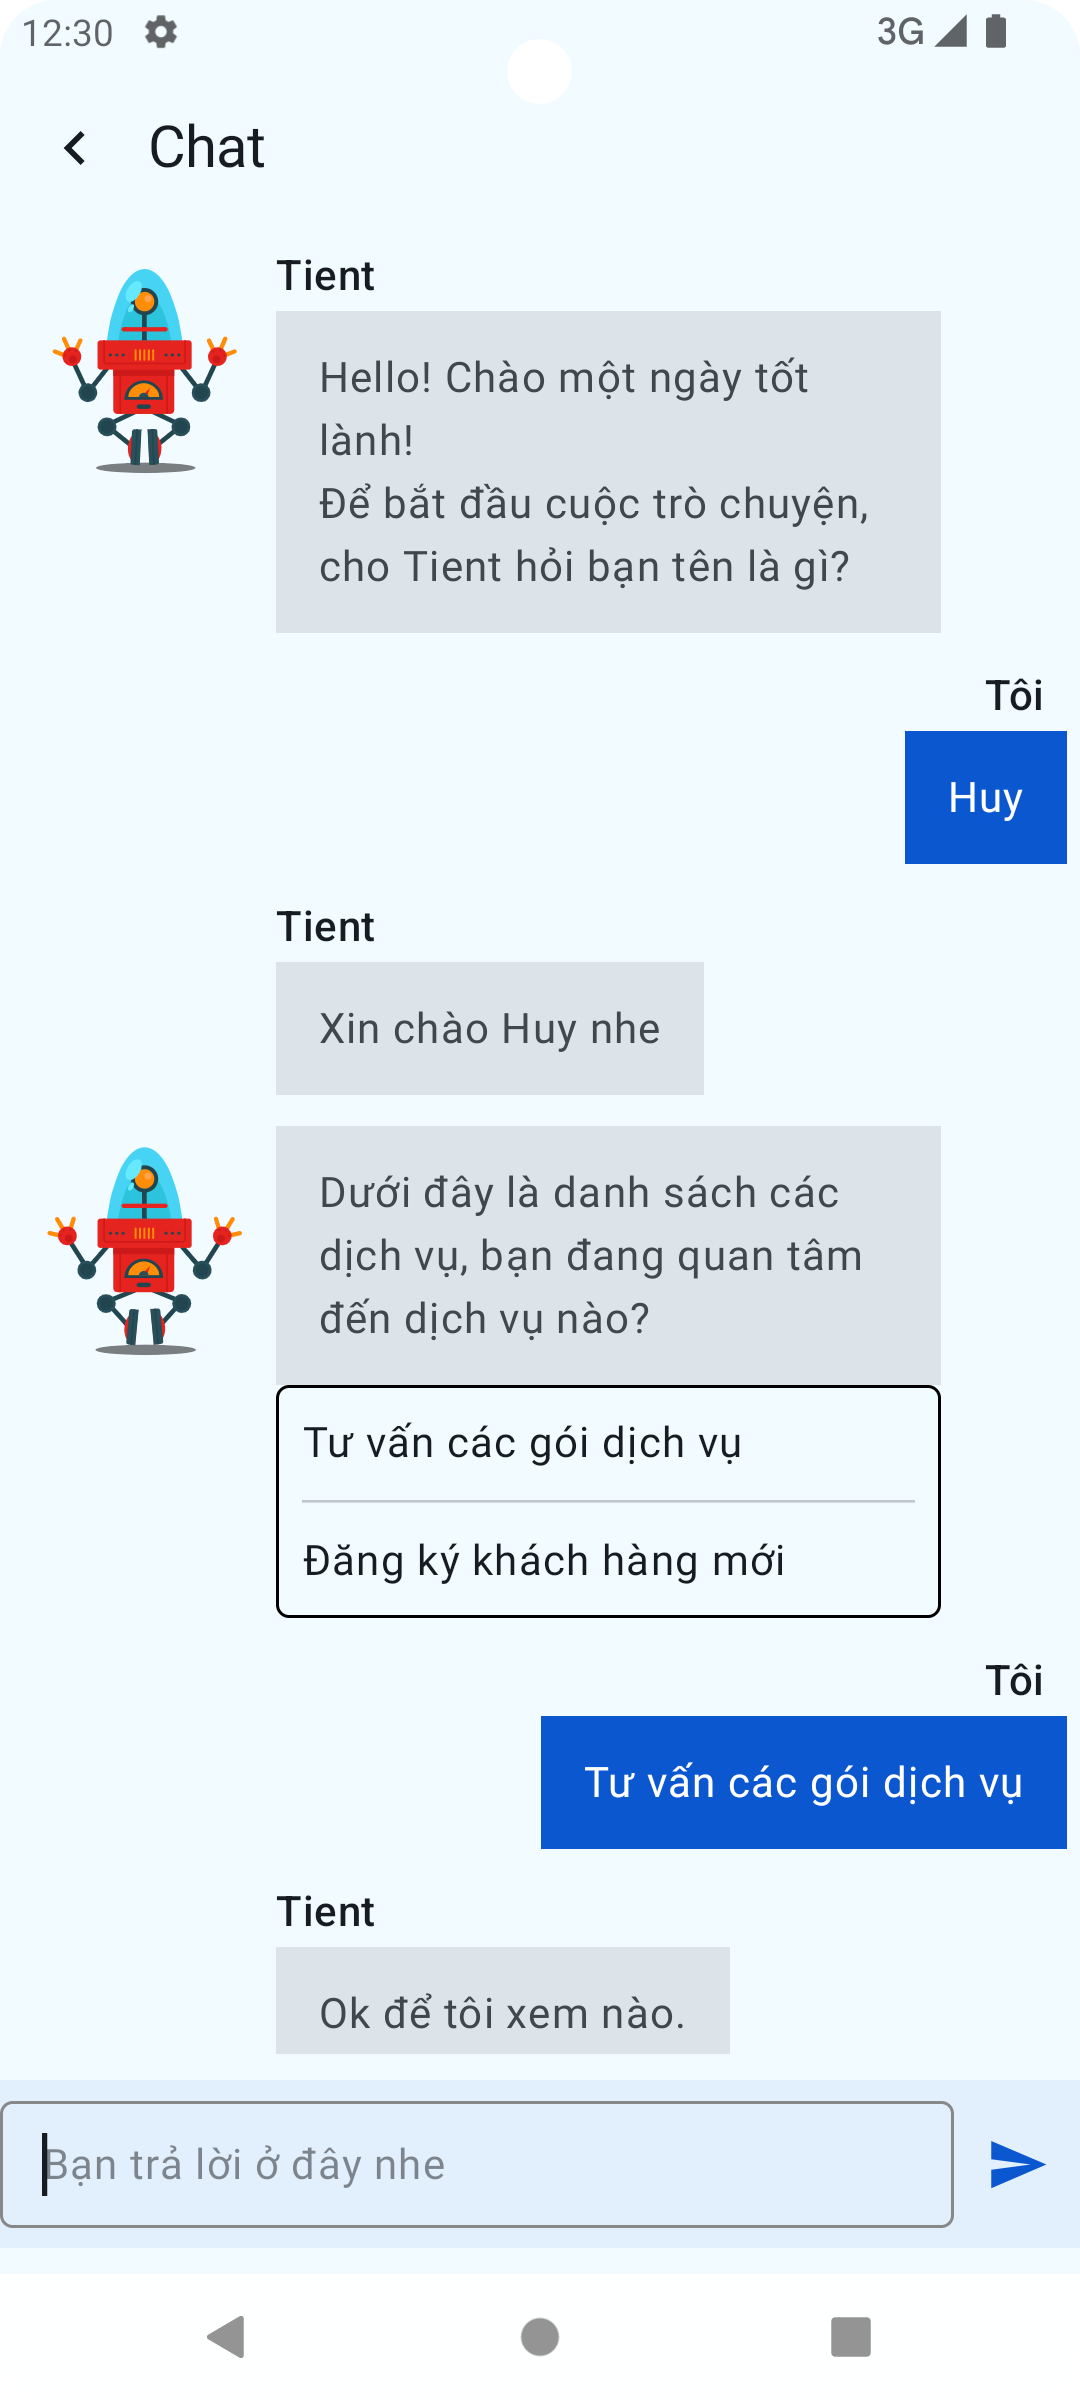 12:30
3G
Chat
Tient
Hello! Chào một ngày tốt
lành!
Để bắt đầu cuộc trò chuyện,
cho Tient hỏi bạn tên là gì?
Tôi
Huy
Tient
Xin chào Huy nhe
Dưới đây là danh sách các
dịch vụ, bạn đang quan tâm
đến dịch vụ nào?
Tư vấn các gói dịch vụ
Đăng ký khách hàng mới
Tôi
Tư vấn các gói dịch vụ
Tient
Ok để tôi xem nào.
Bạn trả lời ở đây nhe